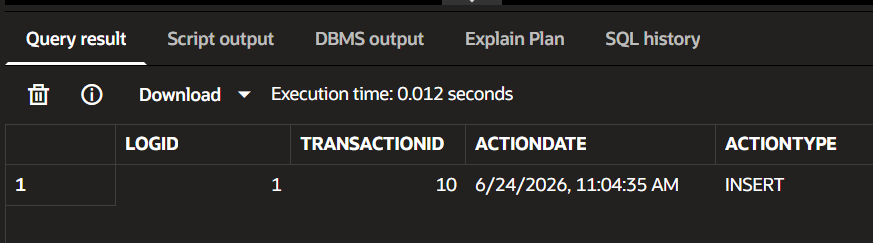 Query result Script output DBMS output Explain Plan SQL history
Download Execution time: 0.012 seconds
LOGID TRANSACTIONID ACTIONDATE ACTIONTYPE
1 1 10 6/24/2026, 11:04:35 AM INSERT